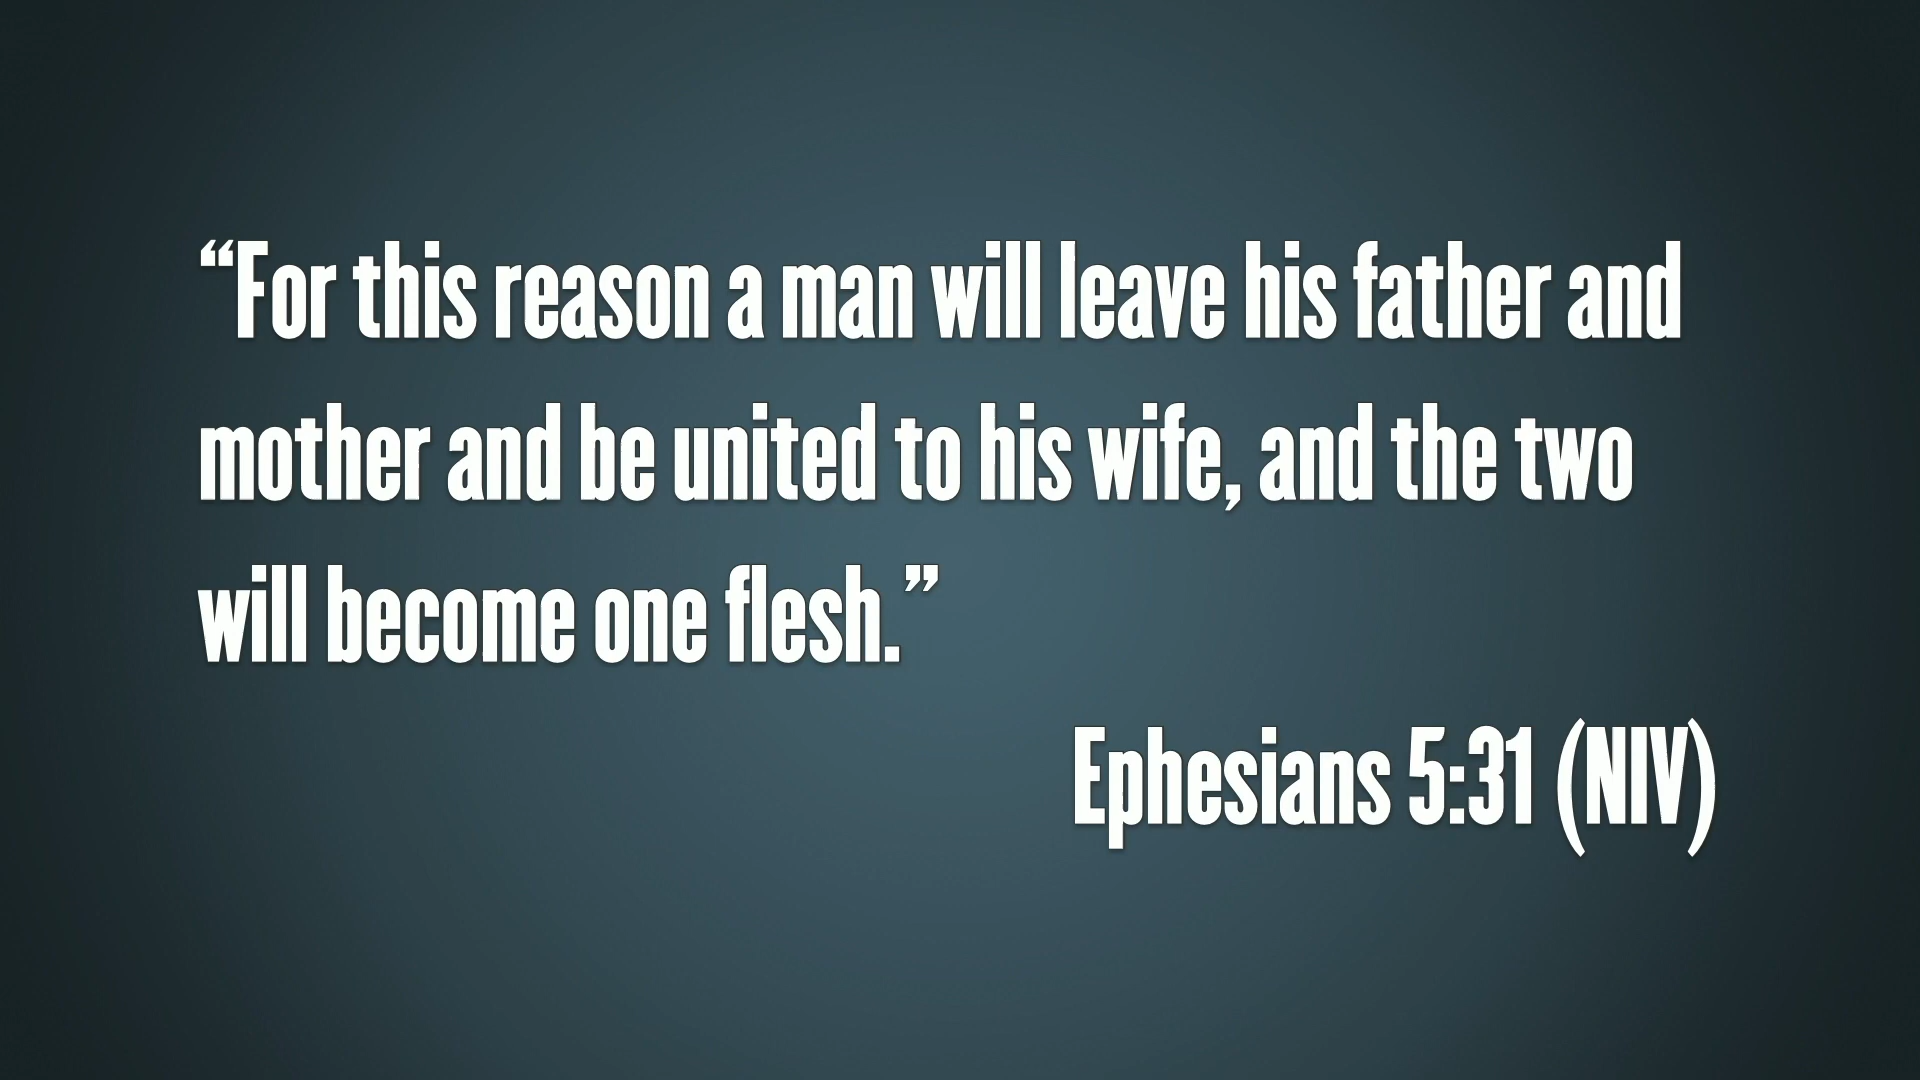 “For this reason a man will leave his father and
mother and be united to his wife, and the two
will become one flesh.”
Ephesians 5:31 (NIV)